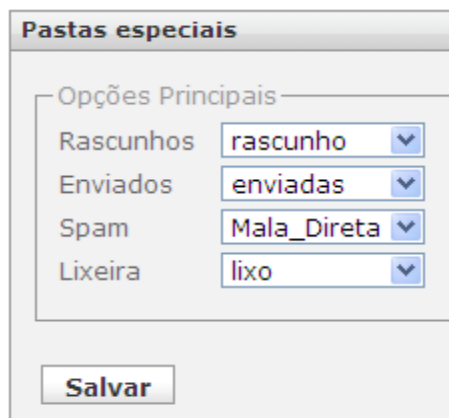 Pastas especiais
Opções Principais
Rascunhos rascunho
Enviados enviadas
Spam Mala_Direta
Lixeira lixo
Salvar